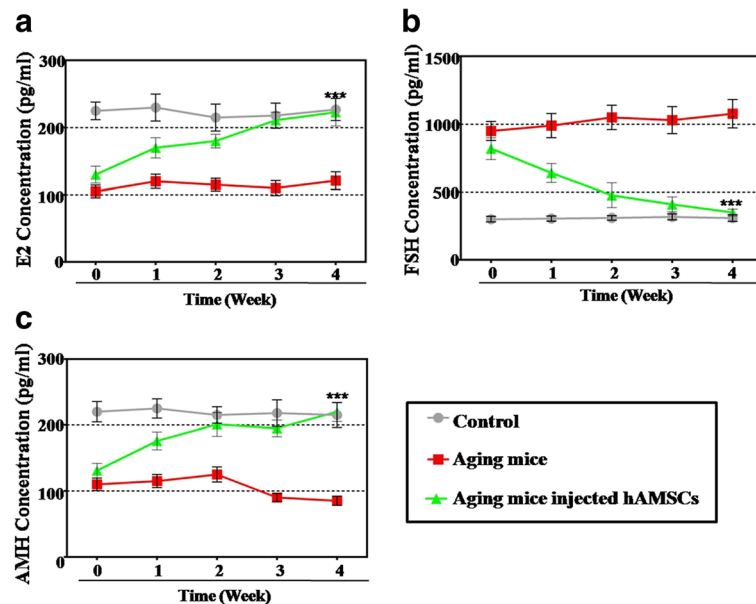 a
E2 Concentration (pg/ml)
300
200
100
0
***
0 1 2 3 4
Time (Week)
b
FSH Concentration (pg/ml)
1500
1000
500
0
***
0 1 2 3 4
Time (Week)
c
AMH Concentration (pg/ml)
300
200
100
0
***
0 1 2 3 4
Time (Week)
Control
Aging mice
Aging mice injected hAMSCs